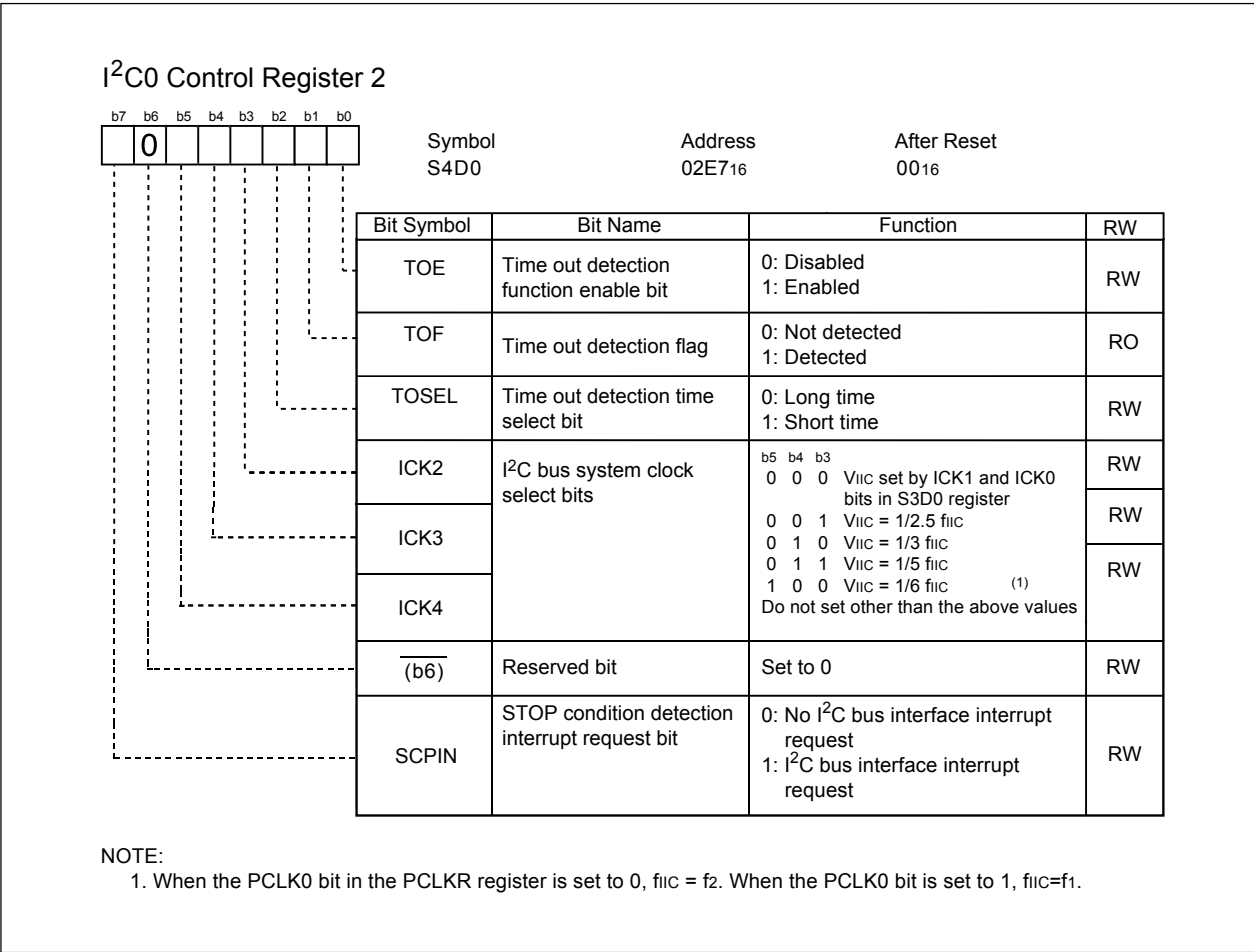 I²C0 Control Register 2
b7 b6 b5 b4 b3 b2 b1 b0
0
Symbol Address After Reset
S4D0 02E716 0016
Bit Symbol Bit Name Function RW
TOE Time out detection function enable bit 0: Disabled
1: Enabled RW
TOF Time out detection flag 0: Not detected
1: Detected RO
TOSEL Time out detection time select bit 0: Long time
1: Short time RW
ICK2 I²C bus system clock select bits b5 b4 b3
0 0 0 VIIC set by ICK1 and ICK0
bits in S3D0 register RW
ICK3 0 0 1 VIIC = 1/2.5 fIIC RW
0 1 0 VIIC = 1/3 fIIC
0 1 1 VIIC = 1/5 fIIC
ICK4 1 0 0 VIIC = 1/6 fIIC (1) RW
Do not set other than the above values
(b6) Reserved bit Set to 0 RW
SCPIN STOP condition detection interrupt request bit 0: No I²C bus interface interrupt
request
1: I²C bus interface interrupt
request RW
NOTE:
1. When the PCLK0 bit in the PCLKR register is set to 0, fIIC = f2. When the PCLK0 bit is set to 1, fIIC=f1.